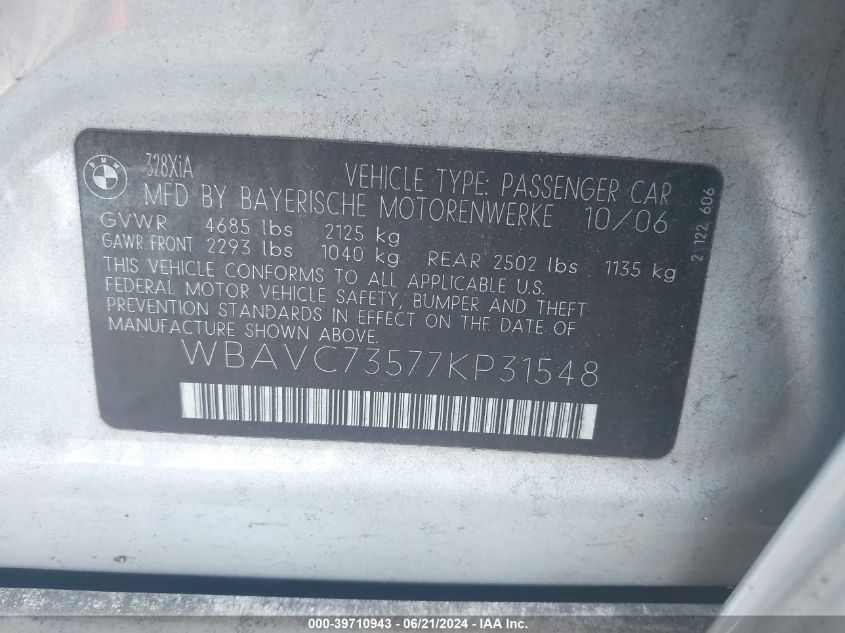 BMW
328XiA
VEHICLE TYPE: PASSENGER CAR
MFD BY BAYERISCHE MOTORENWERKE 10/06
GVWR 4685 lbs 2125 kg
GAWR FRONT 2293 lbs 1040 kg REAR 2502 lbs 1135 kg
THIS VEHICLE CONFORMS TO ALL APPLICABLE U.S.
FEDERAL MOTOR VEHICLE SAFETY, BUMPER AND THEFT
PREVENTION STANDARDS IN EFFECT ON THE DATE OF
MANUFACTURE SHOWN ABOVE.
WBAVC73577KP31548
21 122 606
000-39710943 - 06/21/2024 - IAA Inc.